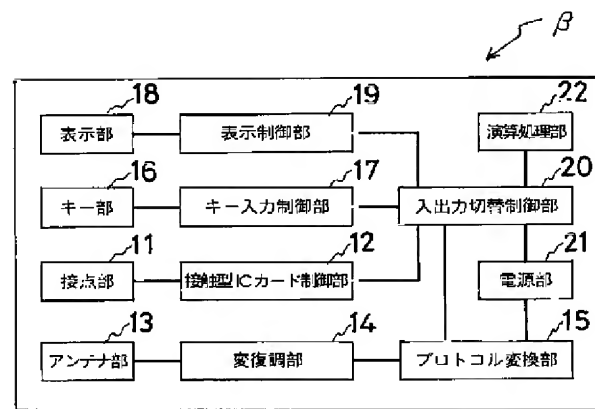 β
18
19
22
表示部
表示制御部
演算処理部
16
17
20
キー部
キー入力制御部
入出力切替制御部
11
12
21
接点部
接触型ICカード制御部
電源部
13
14
15
アンテナ部
変復調部
プロトコル変換部